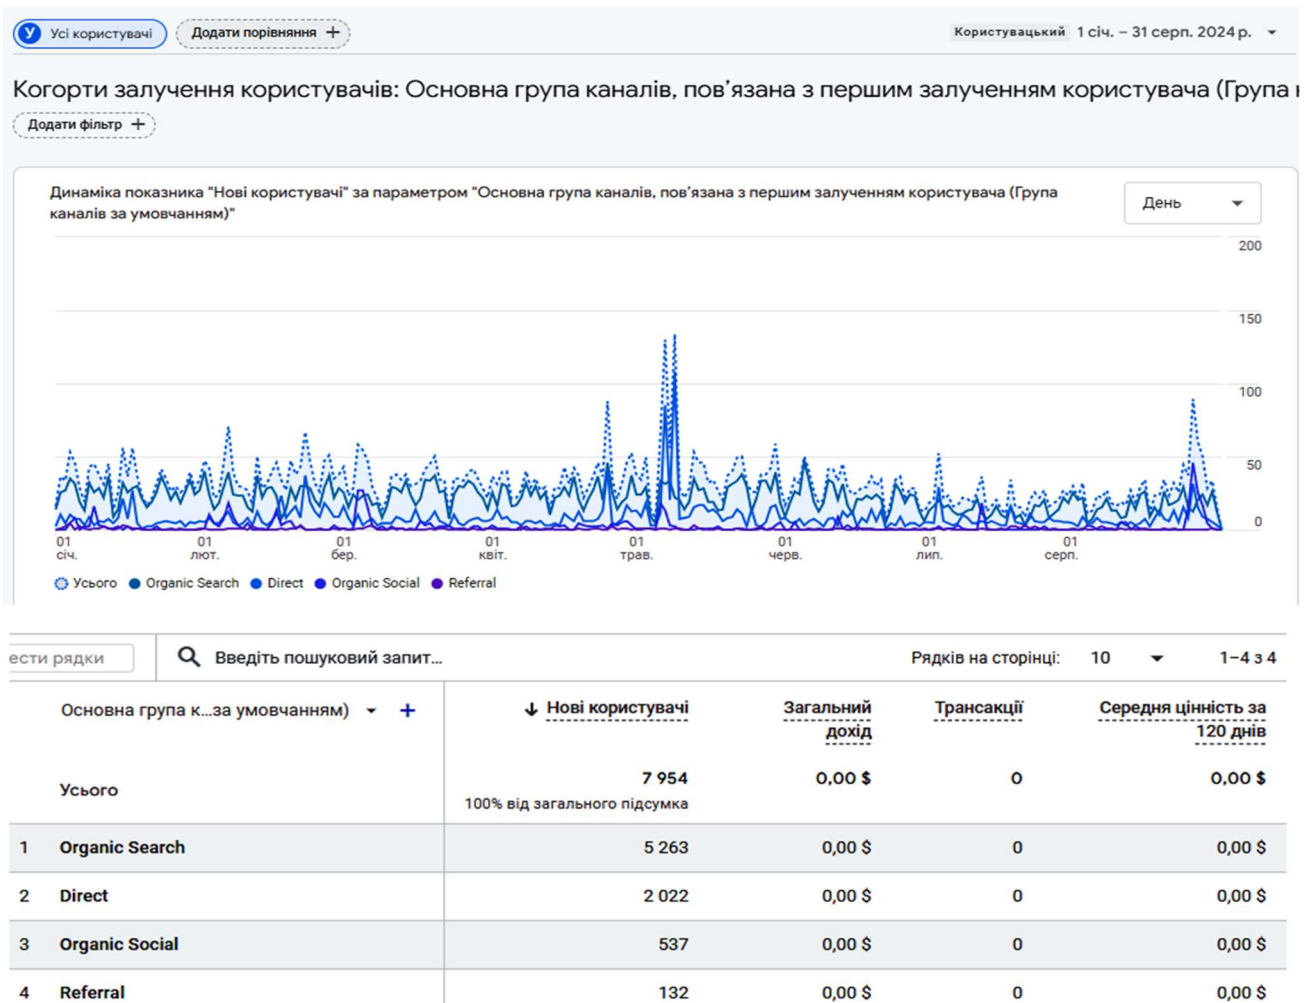 У Усі користувачі Додати порівняння + Користувацький 1 січ. – 31 серп. 2024 р.
Когорти залучення користувачів: Основна група каналів, пов’язана з першим залученням користувача (Група
Додати фільтр +
Динаміка показника "Нові користувачі" за параметром "Основна група каналів, пов’язана з першим залученням користувача (Група
каналів за умовчанням)"
День
200
150
100
50
0
01 01 01 01 01 01 01 01
січ. лют. бер. квіт. трав. черв. лип. серп.
Усього Organic Search Direct Organic Social Referral
ести рядки Введіть пошуковий запит... Рядків на сторінці: 10 1–4 з 4
Основна група к...за умовчанням) + ↓ Нові користувачі Загальний Трансакції Середня цінність за
дохід 120 днів
Усього 7 954 0,00 $ 0 0,00 $
100% від загального підсумка
1 Organic Search 5 263 0,00 $ 0 0,00 $
2 Direct 2 022 0,00 $ 0 0,00 $
3 Organic Social 537 0,00 $ 0 0,00 $
4 Referral 132 0,00 $ 0 0,00 $